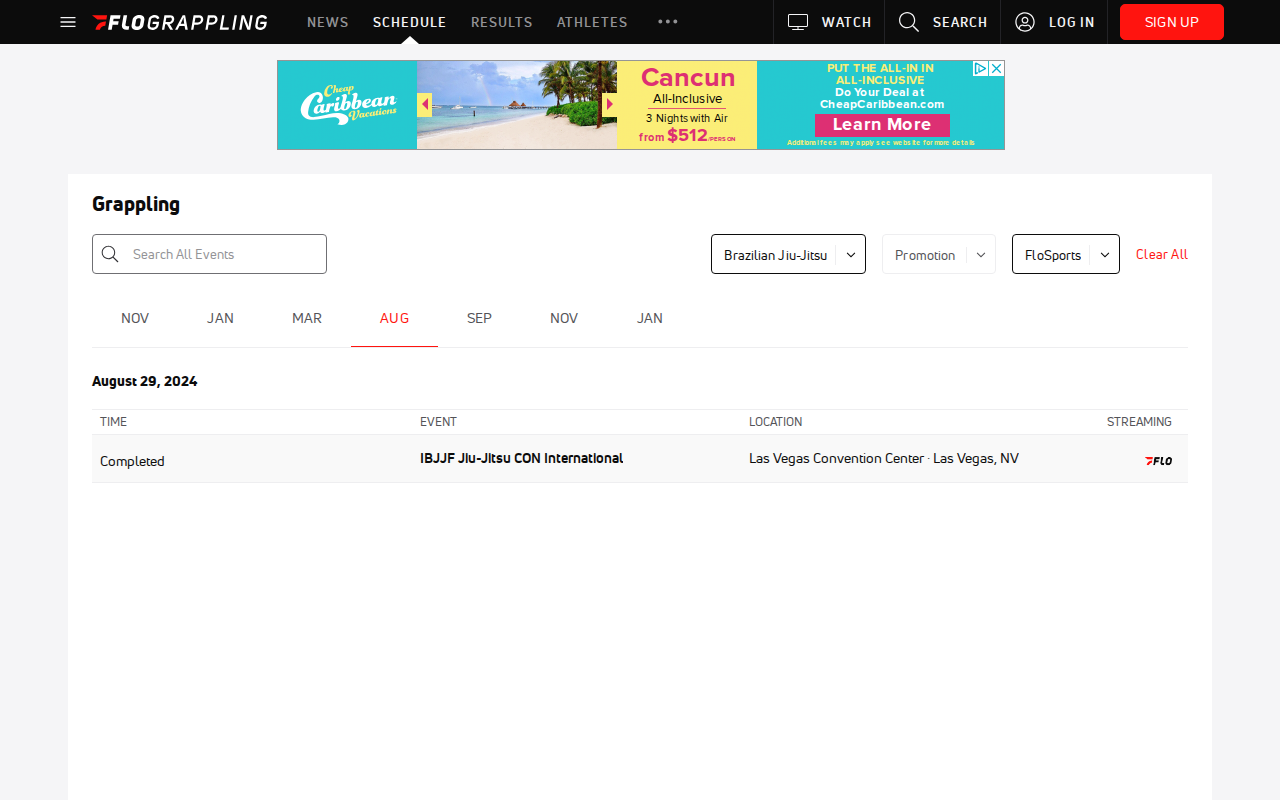 FLOGRAPPLING NEWS SCHEDULE RESULTS ATHLETES WATCH SEARCH LOG IN SIGN UP
Cheap
Caribbean
Vacations
Cancun
All-Inclusive
3 Nights with Air
from $512/PERSON
PUT THE ALL-IN IN
ALL-INCLUSIVE
Do Your Deal at
CheapCaribbean.com
Learn More
Additional fees may apply see website for more details
Grappling
Search All Events Brazilian Jiu-Jitsu Promotion FloSports Clear All
NOV JAN MAR AUG SEP NOV JAN
August 29, 2024
TIME EVENT LOCATION STREAMING
Completed IBJJF Jiu-Jitsu CON International Las Vegas Convention Center · Las Vegas, NV FLO